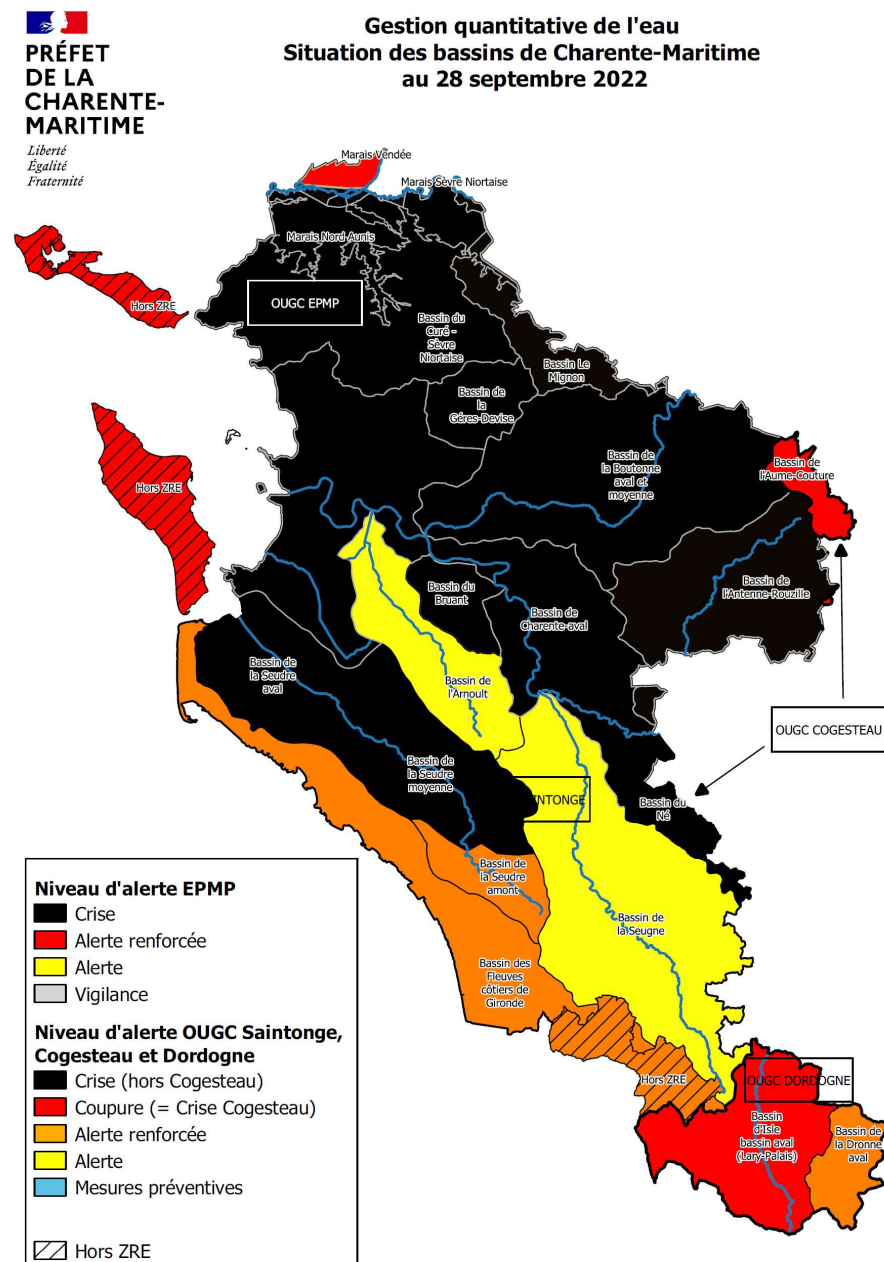 PRÉFET
DE LA
CHARENTE-
MARITIME
Liberté
Égalité
Fraternité
Gestion quantitative de l'eau
Situation des bassins de Charente-Maritime
au 28 septembre 2022
Marais Vendée
Marais Sèvre Niortaise
Marais Nord Aunis
Hors ZRE
OUGC EPMP
Bassin du
Curé -
Sèvre
Niortaise
Bassin Le
Mignon
Bassin de
la
Géres-Devise
Bassin de
la Boutonne
aval et
moyenne
Bassin de
l'Aume-Couture
Hors ZRE
Bassin du
Bruant
Bassin de
l'Antenne-Rouzille
Bassin de
Charente-aval
Bassin de
la Seudre
aval
Bassin de
l'Arnoult
OUGC COGESTEAU
Bassin de
la Seudre
moyenne
INTONGE
Bassin du
Né
Bassin de
la Seudre
amont
Bassin de
la Seugne
Bassin des
Fleuves
côtiers de
Gironde
Hors ZRE
OUGC DORDOGNE
Bassin
d'Isle
bassin aval
(Lary-Palais)
Bassin de
la Dronne
aval
Niveau d'alerte EPMP
Crise
Alerte renforcée
Alerte
Vigilance
Niveau d'alerte OUGC Saintonge,
Cogesteau et Dordogne
Crise (hors Cogesteau)
Coupure (= Crise Cogesteau)
Alerte renforcée
Alerte
Mesures préventives
Hors ZRE